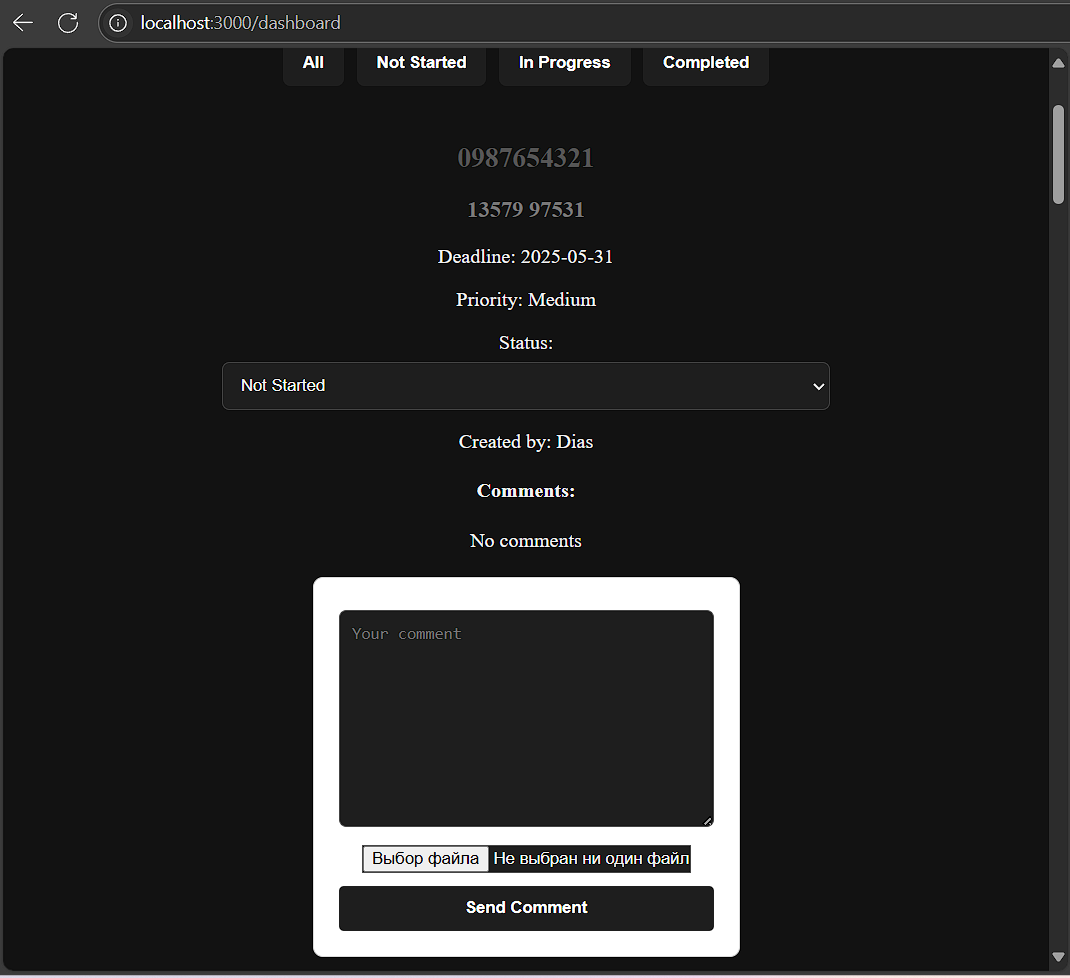 localhost:3000/dashboard
All Not Started In Progress Completed
0987654321
13579 97531
Deadline: 2025-05-31
Priority: Medium
Status:
Not Started
Created by: Dias
Comments:
No comments
Your comment
Выбор файла Не выбран ни один файл
Send Comment